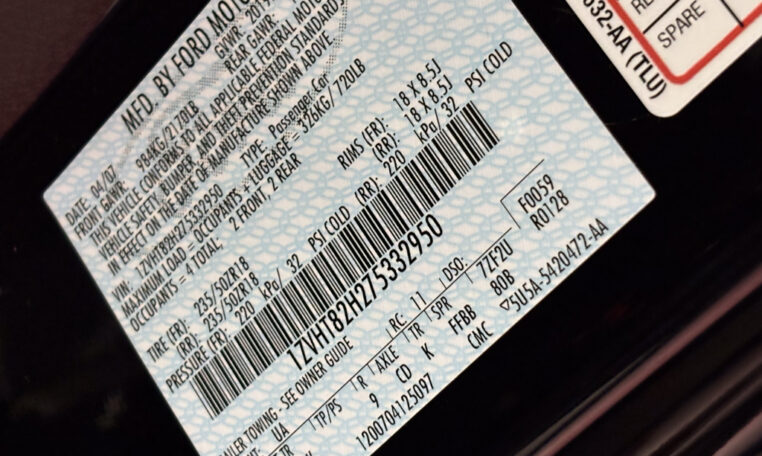 MFD. BY FORD MOTOR
DATE: 04/07 GVWR: 2019
FRONT GAWR: 984KG/2170LB REAR GAWR:
THIS VEHICLE CONFORMS TO ALL APPLICABLE FEDERAL MOTOR
VEHICLE SAFETY, BUMPER, AND THEFT PREVENTION STANDARDS
IN EFFECT ON THE DATE OF MANUFACTURE SHOWN ABOVE
VIN: 1ZVHT82H275332950 TYPE: Passenger Car
MAXIMUM LOAD = OCCUPANTS + LUGGAGE = 326KG/720LB
OCCUPANTS = 4 TOTAL: 2 FRONT, 2 REAR
TIRE (FR): 235/50ZR18 RIMS (FR): 18 X 8.5J
(RR): 235/50ZR18 (RR): 18 X 8.5J
PRESSURE (FR): 220 kPa/ 32 PSI COLD (RR): 220 kPa/ 32 PSI COLD
1ZVHT82H275332950
TRAILER TOWING - SEE OWNER GUIDE RC: 11 DSO: F0059
R0128
TP/PS R AXLE TR SPR 7ZF2U
UA 9 CD K FFBB 80B
1200704125097 CMC 5U5A-5420472-AA
SPARE
832-AA (TLU)